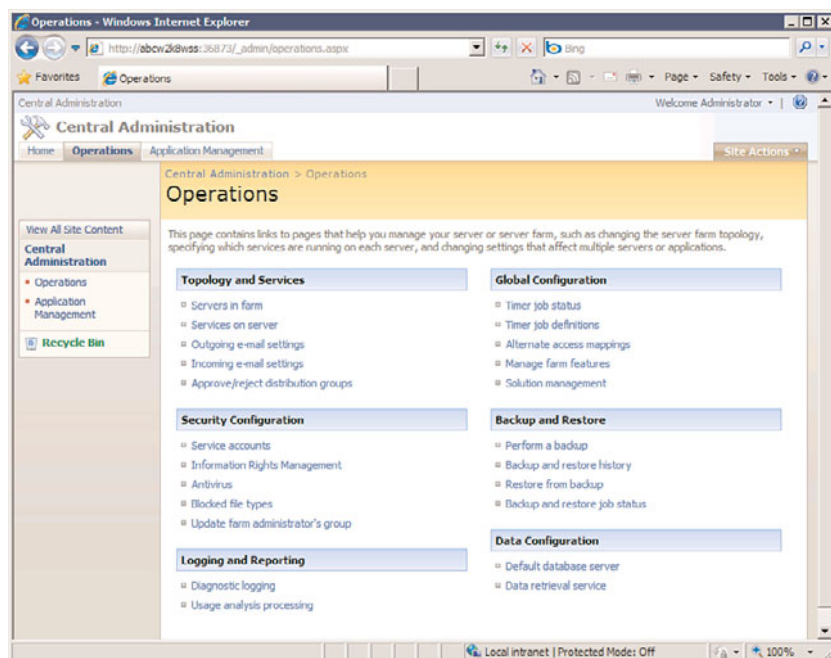 Operations - Windows Internet Explorer
http://abcw2k8wss:36873/_admin/operations.aspx
Bing
Favorites
Operations
Page
Safety
Tools
Central Administration
Welcome Administrator
Central Administration
Home
Operations
Application Management
Site Actions
Central Administration > Operations
Operations
View All Site Content
Central
Administration
Operations
Application
Management
Recycle Bin
This page contains links to pages that help you manage your server or server farm, such as changing the server farm topology,
specifying which services are running on each server, and changing settings that affect multiple servers or applications.
Topology and Services
Servers in farm
Services on server
Outgoing e-mail settings
Incoming e-mail settings
Approve/reject distribution groups
Security Configuration
Service accounts
Information Rights Management
Antivirus
Blocked file types
Update farm administrator's group
Logging and Reporting
Diagnostic logging
Usage analysis processing
Global Configuration
Timer job status
Timer job definitions
Alternate access mappings
Manage farm features
Solution management
Backup and Restore
Perform a backup
Backup and restore history
Restore from backup
Backup and restore job status
Data Configuration
Default database server
Data retrieval service
Local intranet | Protected Mode: Off
100%